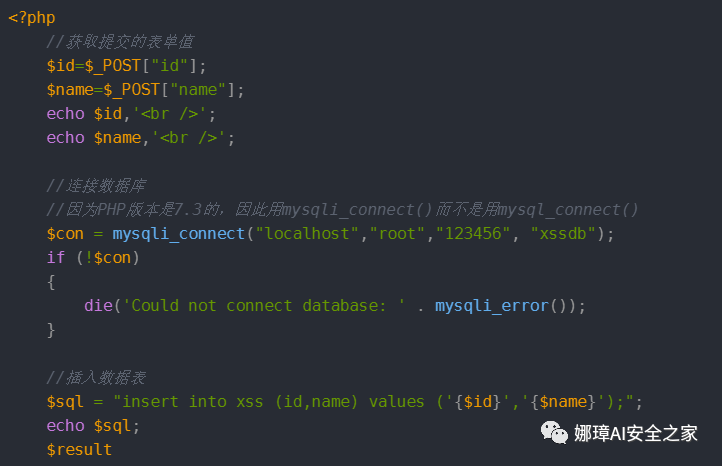 <?php
//获取提交的表单值
$id=$_POST["id"];
$name=$_POST["name"];
echo $id,'<br />';
echo $name,'<br />';
//连接数据库
//因为PHP版本是7.3的，因此用mysqli_connect()而不是用mysql_connect()
$con = mysqli_connect("localhost","root","123456", "xssdb");
if (!$con)
{
die('Could not connect database: ' . mysqli_error());
}
//插入数据表
$sql = "insert into xss (id,name) values ('{$id}','{$name}');";
echo $sql;
$result
娜璋AI安全之家